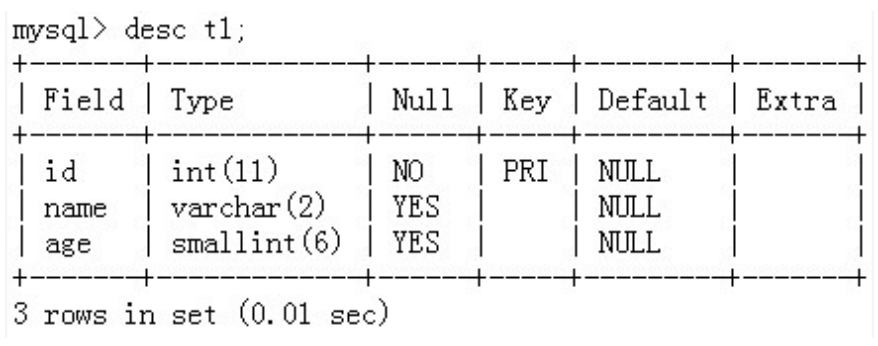 mysql> desc t1;
+-------+-------------+------+-----+---------+-------+
| Field | Type | Null | Key | Default | Extra |
+-------+-------------+------+-----+---------+-------+
| id | int(11) | NO | PRI | NULL | |
| name | varchar(2) | YES | | NULL | |
| age | smallint(6) | YES | | NULL | |
+-------+-------------+------+-----+---------+-------+
3 rows in set (0.01 sec)